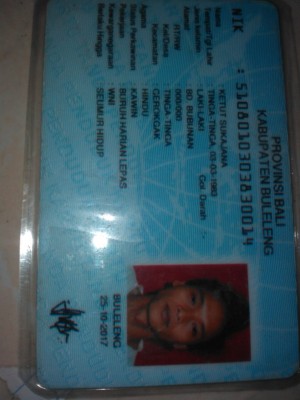 PROVINSI BALI
KABUPATEN BULELENG
NIK : 5108010303830014
Nama : KETUT SUKAJANA
Tempat/Tgl Lahir : TINGA-TINGA, 03-03-1983
Jenis kelamin : LAKI-LAKI Gol. Darah : -
Alamat : BD. BUBUNAN
RT/RW : 000/000
Kel/Desa : TINGA-TINGA
Kecamatan : GEROKGAK
Agama : HINDU
Status Perkawinan : KAWIN
Pekerjaan : BURUH HARIAN LEPAS
Kewarganegaraan : WNI
Berlaku Hingga : SEUMUR HIDUP
BULELENG
25-10-2017